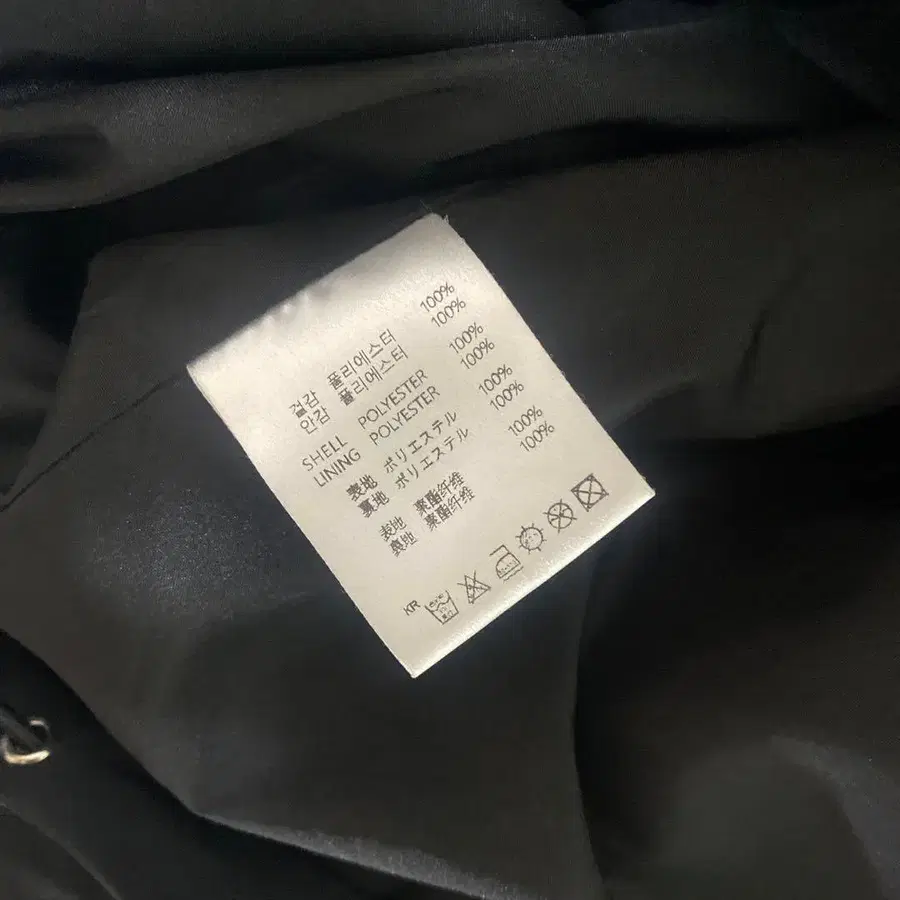 겉감 폴리에스터 100%
안감 폴리에스터 100%
SHELL POLYESTER 100%
LINING POLYESTER 100%
表地 ポリエステル 100%
裏地 ポリエステル 100%
表地 聚酯纤维 100%
裏地 聚酯纤维 100%
KR